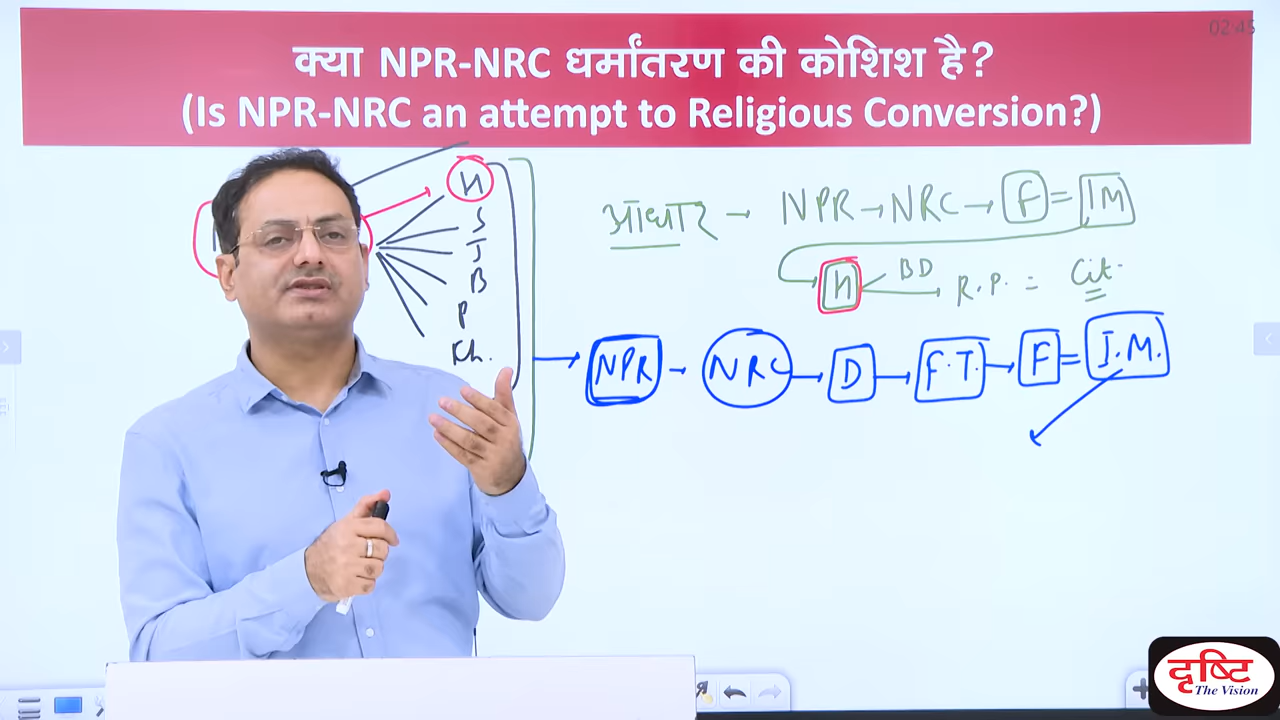 02:45
क्या NPR-NRC धर्मांतरण की कोशिश है?
(Is NPR-NRC an attempt to Religious Conversion?)
H
S
J
B
P
Kh.
आधार → NPR → NRC → F = IM
H BD
R.P. = Cit.
NPR - NRC → D → F.T. → F = I.M.
दृष्टि
The Vision